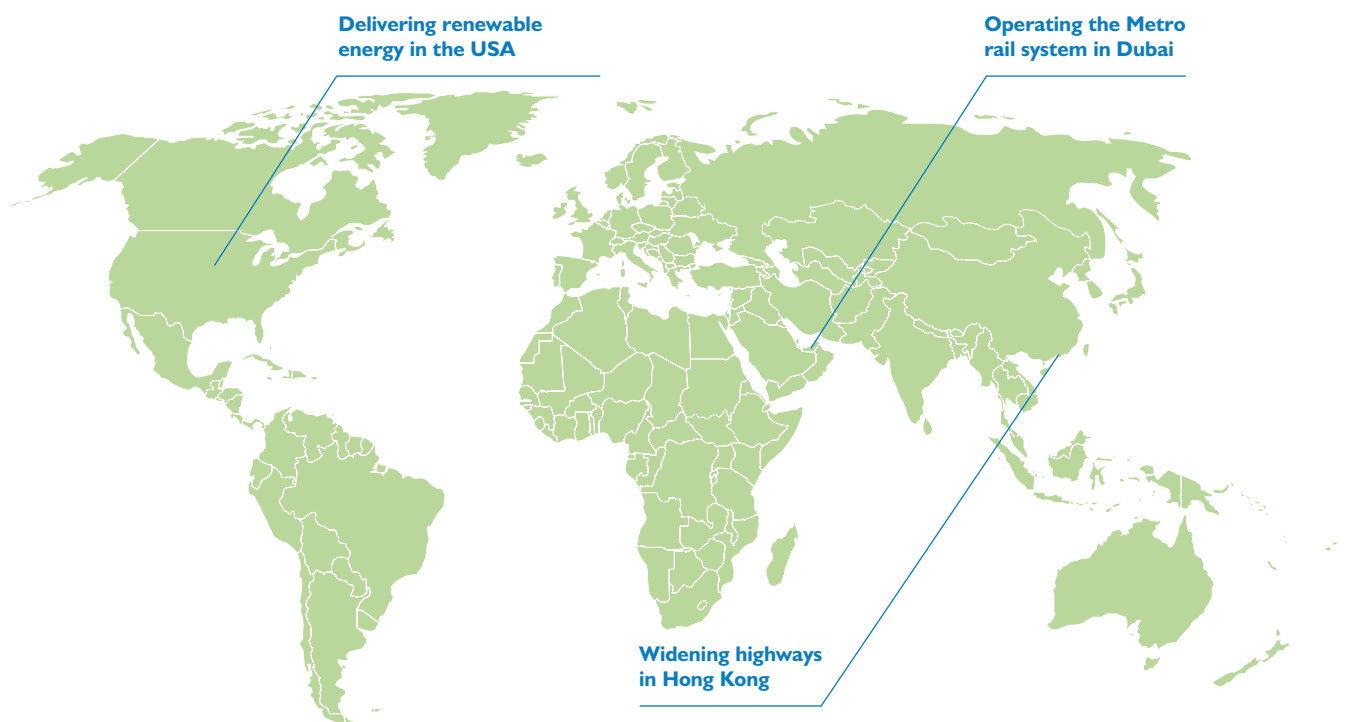 Delivering renewable
energy in the USA
Operating the Metro
rail system in Dubai
Widening highways
in Hong Kong